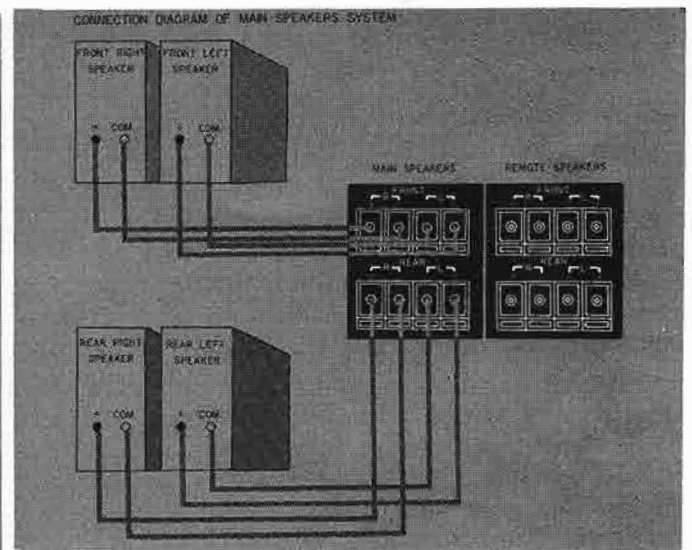 CONNECTION DIAGRAM OF MAIN SPEAKERS SYSTEM
FRONT RIGHT
SPEAKER
FRONT LEFT
SPEAKER
+ COM
+ COM
MAIN SPEAKERS
FRONT
R L
REAR
R L
REMOTE SPEAKERS
FRONT
R L
REAR
R L
REAR RIGHT
SPEAKER
REAR LEFT
SPEAKER
+ COM
+ COM